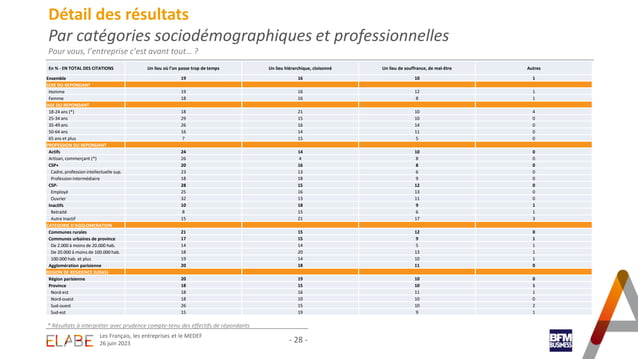 Détail des résultats
Par catégories sociodémographiques et professionnelles
Pour vous, l'entreprise c'est avant tout… ?
En % - EN TOTAL DES CITATIONS Un lieu où l'on passe trop de temps Un lieu hiérarchique, cloisonné Un lieu de souffrance, de mal-être Autres
Ensemble 19 16 10 1
SEXE DU REPONDANT
Homme 19 16 12 1
Femme 18 16 8 1
AGE DU REPONDANT
18-24 ans (*) 18 21 10 4
25-34 ans 29 15 10 0
35-49 ans 26 16 14 0
50-64 ans 16 14 11 0
65 ans et plus 7 15 5 0
PROFESSION DU REPONDANT
Actifs 24 14 10 0
Artisan, commerçant (*) 26 4 8 0
CSP+ 20 16 8 0
Cadre, profession intellectuelle sup. 23 13 6 0
Profession intermédiaire 18 18 9 0
CSP- 28 15 12 0
Employé 25 16 13 0
Ouvrier 32 13 11 0
Inactifs 10 18 9 1
Retraité 8 15 6 1
Autre inactif 15 21 17 3
CATEGORIE D'AGGLOMERATION
Communes rurales 21 15 12 0
Communes urbaines de province 17 15 9 1
De 2.000 à moins de 20.000 hab. 14 14 5 1
De 20.000 à moins de 100.000 hab. 18 20 13 1
100.000 hab. et plus 19 14 10 1
Agglomération parisienne 20 18 11 0
REGION DE RESIDENCE (UDA5)
Région parisienne 20 19 10 0
Province 18 15 10 1
Nord-est 18 16 11 1
Nord-ouest 18 10 10 0
Sud-ouest 26 15 10 2
Sud-est 15 19 9 1
* Résultats à interpréter avec prudence compte-tenu des effectifs de répondants
ELABE
Les Français, les entreprises et le MEDEF
26 juin 2023
- 28 -
BFM
BUSINESS